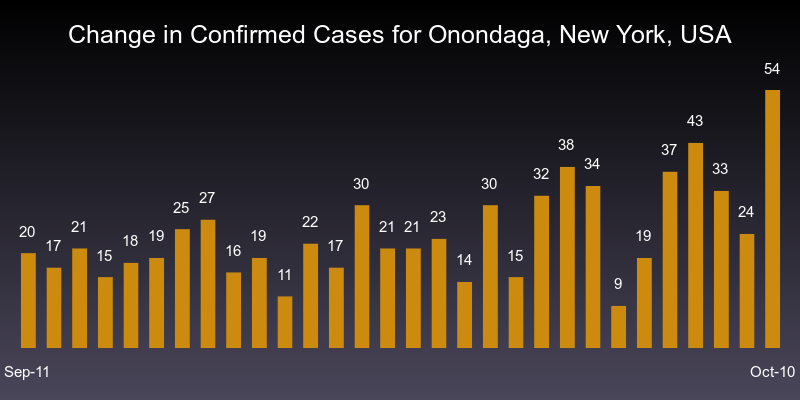 Change in Confirmed Cases for Onondaga, New York, USA
20 17 21 15 18 19 25 27 16 19 11 22 17 30 21 21 23 14 30 15 32 38 34 9 19 37 43 33 24 54
Sep-11 Oct-10